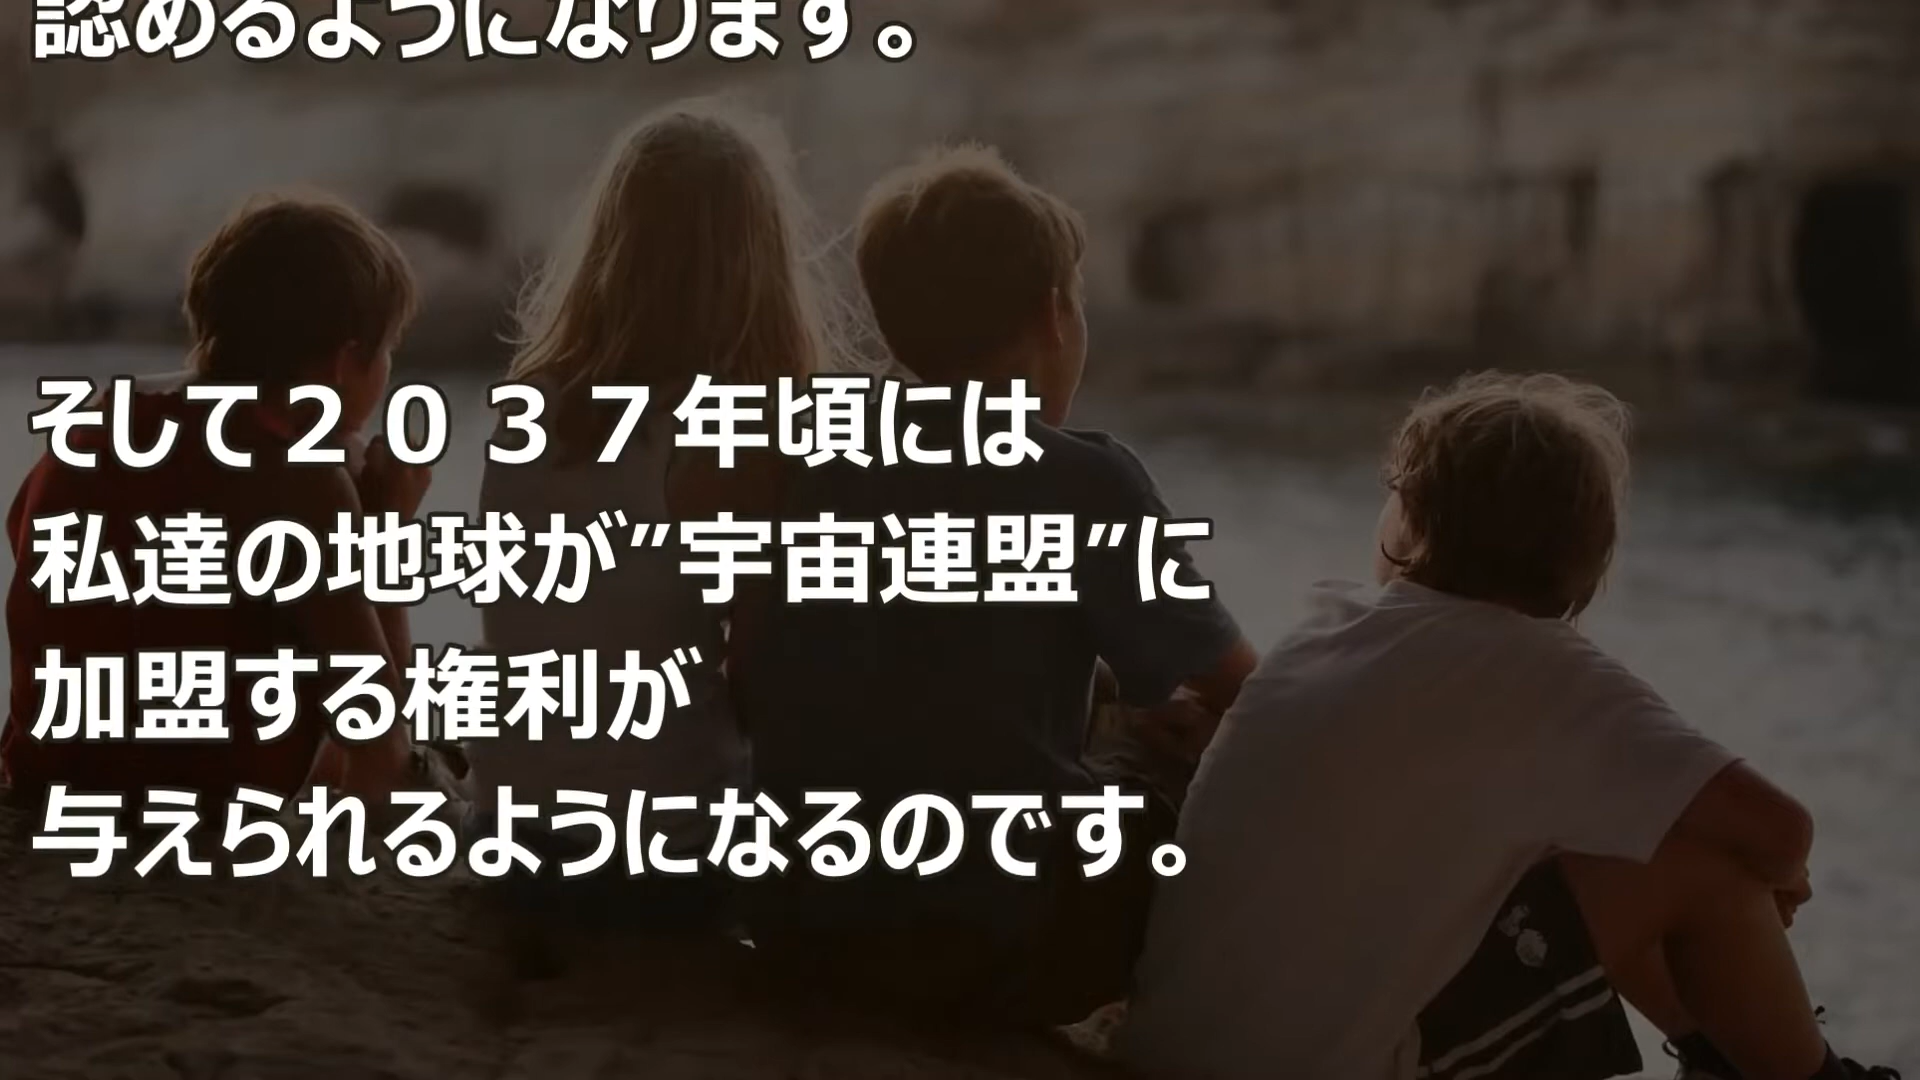 認めるようになります。
そして２０３７年頃には
私達の地球が”宇宙連盟”に
加盟する権利が
与えられるようになるのです。